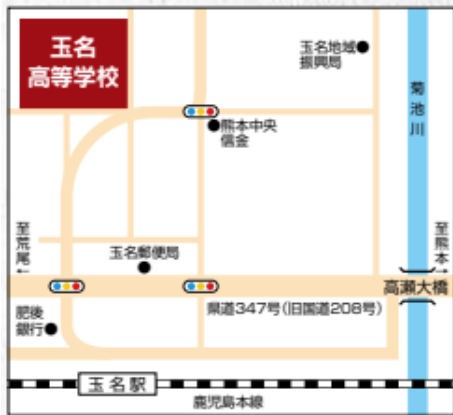 玉名
高等学校
玉名地域
振興局
菊池川
熊本中央
信金
至荒尾
至熊本
玉名郵便局
高瀬大橋
県道347号(旧国道208号)
肥後
銀行
玉名駅
鹿児島本線